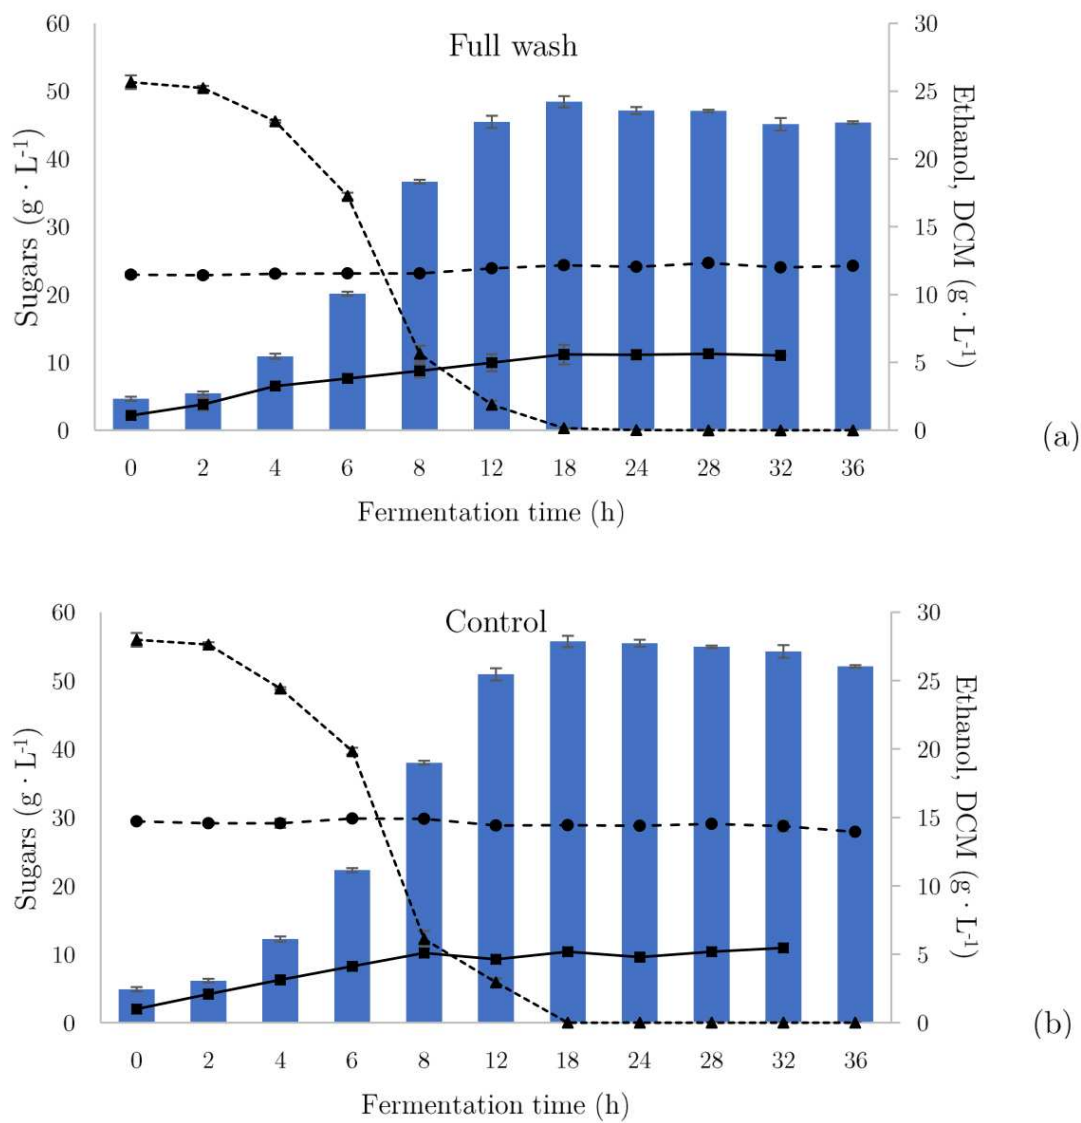 Full wash
Sugars (g · L-1)
60
50
40
30
20
10
0
30
25
20
15
10
5
0
Ethanol, DCM (g · L-1)
0 2 4 6 8 12 18 24 28 32 36
Fermentation time (h)
(a)
Control
Sugars (g · L-1)
60
50
40
30
20
10
0
30
25
20
15
10
5
0
Ethanol, DCM (g · L-1)
0 2 4 6 8 12 18 24 28 32 36
Fermentation time (h)
(b)